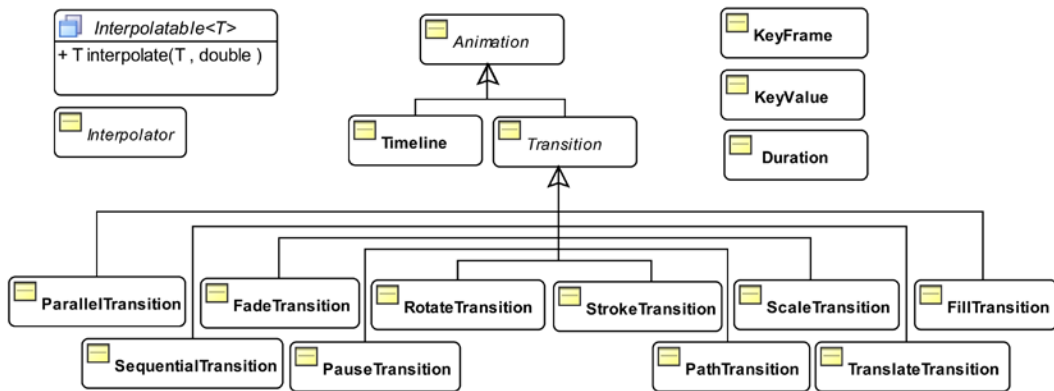 Interpolatable<T>
+ T interpolate(T , double )
Interpolator
Animation
Timeline
Transition
KeyFrame
KeyValue
Duration
ParallelTransition
FadeTransition
RotateTransition
StrokeTransition
ScaleTransition
FillTransition
SequentialTransition
PauseTransition
PathTransition
TranslateTransition